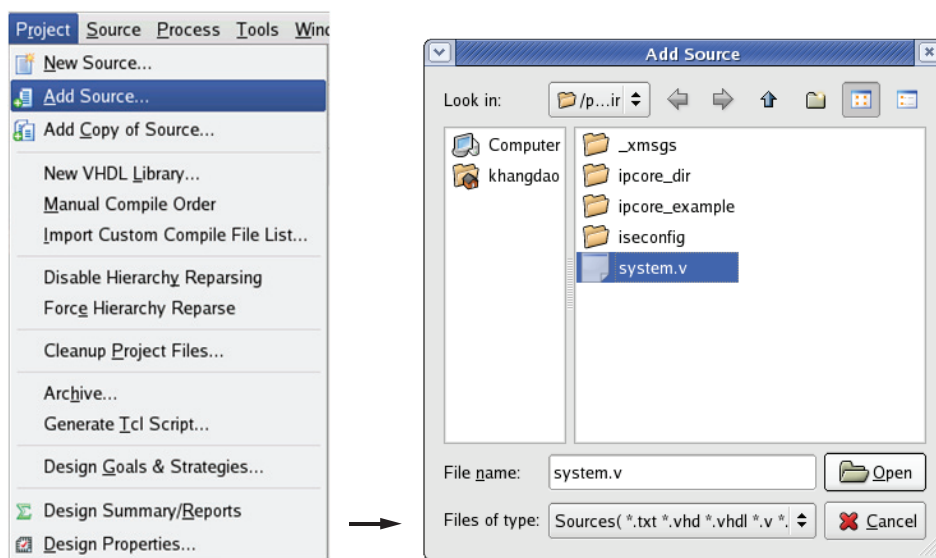 Project Source Process Tools Winc
New Source...
Add Source...
Add Copy of Source...
New VHDL Library...
Manual Compile Order
Import Custom Compile File List...
Disable Hierarchy Reparsing
Force Hierarchy Reparse
Cleanup Project Files...
Archive...
Generate Tcl Script...
Design Goals & Strategies...
Design Summary/Reports
Design Properties...
Add Source
Look in: /p...ir
Computer
khangdao
_xmsgs
ipcore_dir
ipcore_example
iseconfig
system.v
File name: system.v Open
Files of type: Sources( *.txt *.vhd *.vhdl *.v *. Cancel